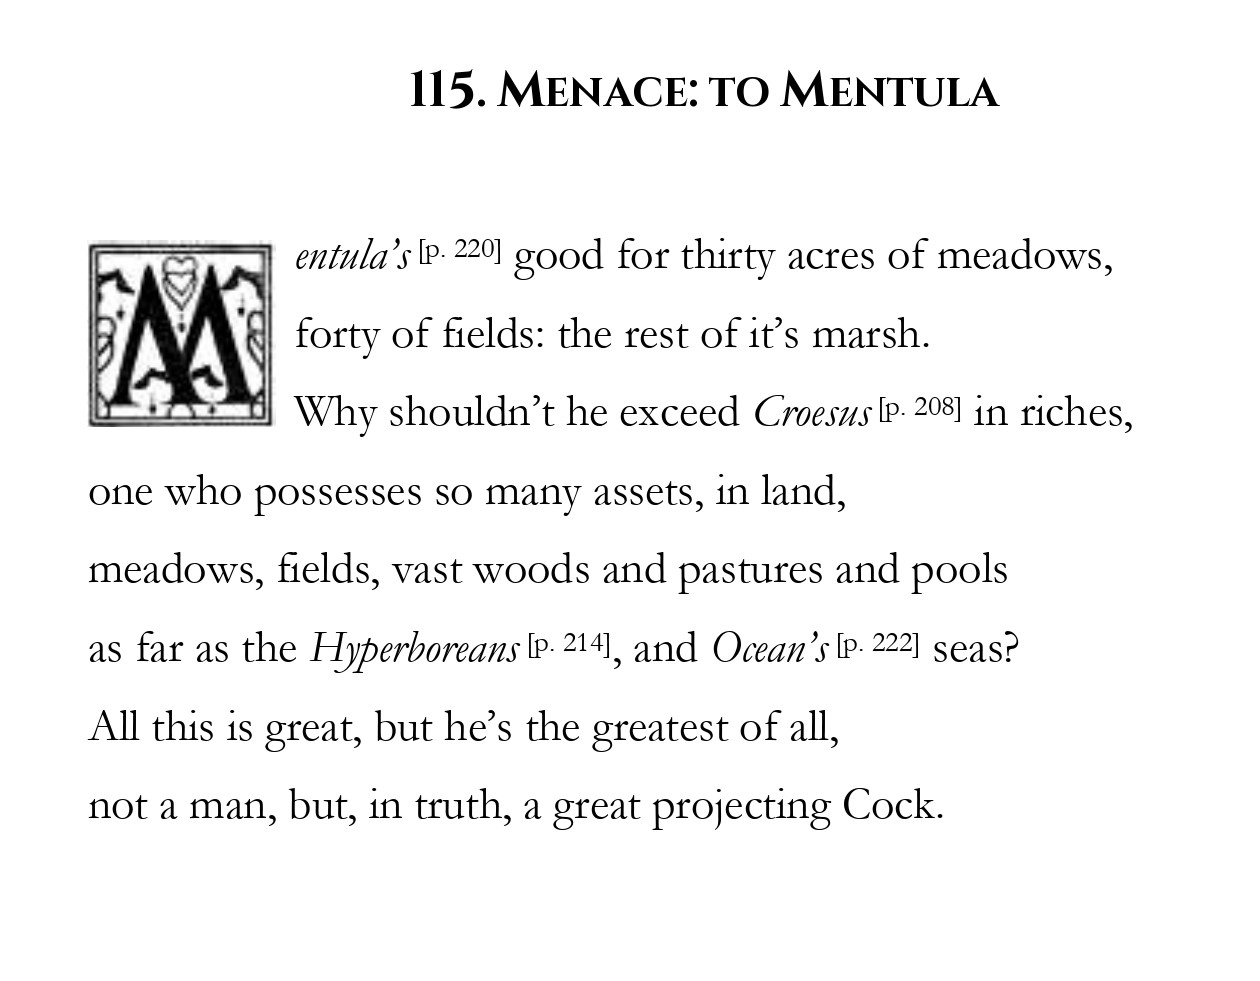 115. Menace: to Mentula
Mentula’s [p. 220] good for thirty acres of meadows,
forty of fields: the rest of it’s marsh.
Why shouldn’t he exceed Croesus [p. 208] in riches,
one who possesses so many assets, in land,
meadows, fields, vast woods and pastures and pools
as far as the Hyperboreans [p. 214], and Ocean’s [p. 222] seas?
All this is great, but he’s the greatest of all,
not a man, but, in truth, a great projecting Cock.